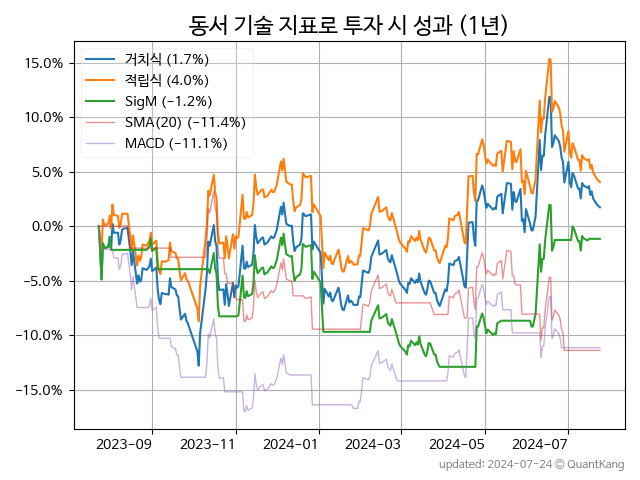 동서 기술 지표로 투자 시 성과 (1년)
거치식 (1.7%)
적립식 (4.0%)
SigM (−1.2%)
SMA(20) (−11.4%)
MACD (−11.1%)
15.0%
10.0%
5.0%
0.0%
−5.0%
−10.0%
−15.0%
2023-09 2023-11 2024-01 2024-03 2024-05 2024-07
updated: 2024-07-24 © QuantKang